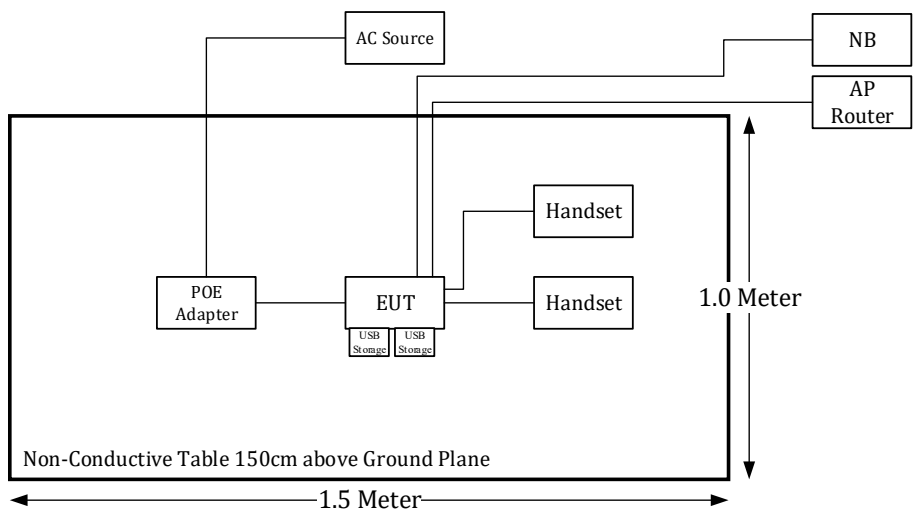 AC Source
NB
AP
Router
Handset
POE
Adapter
EUT
Handset
1.0 Meter
USB
Storage
USB
Storage
Non-Conductive Table 150cm above Ground Plane
1.5 Meter